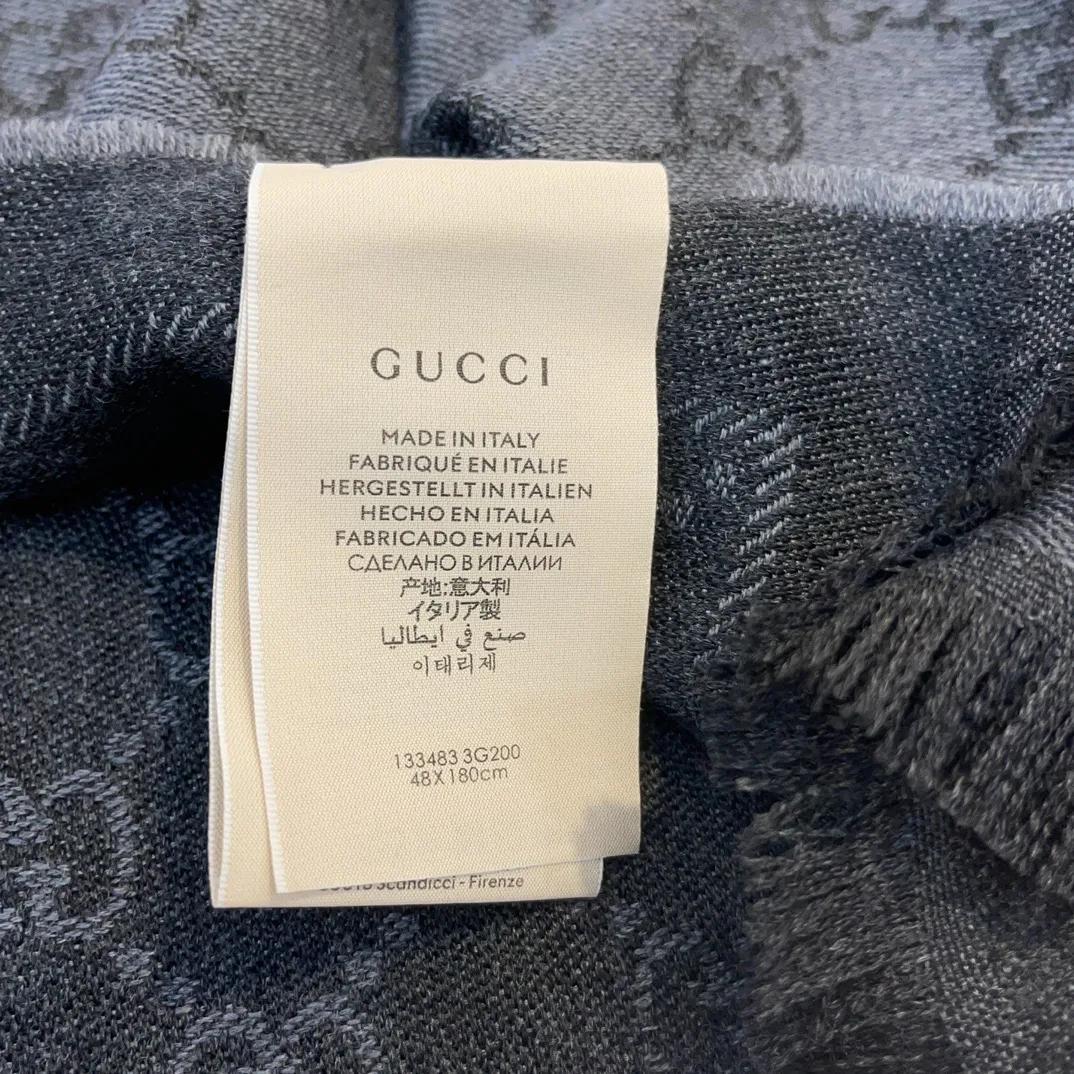 GUCCI
MADE IN ITALY
FABRIQUÉ EN ITALIE
HERGESTELLT IN ITALIEN
HECHO EN ITALIA
FABRICADO EM ITÁLIA
СДЕЛАНО В ИТАЛИИ
产地:意大利
イタリア製
صنع في ايطاليا
이태리제
133483 3G200
48X180cm
Scandicci - Firenze